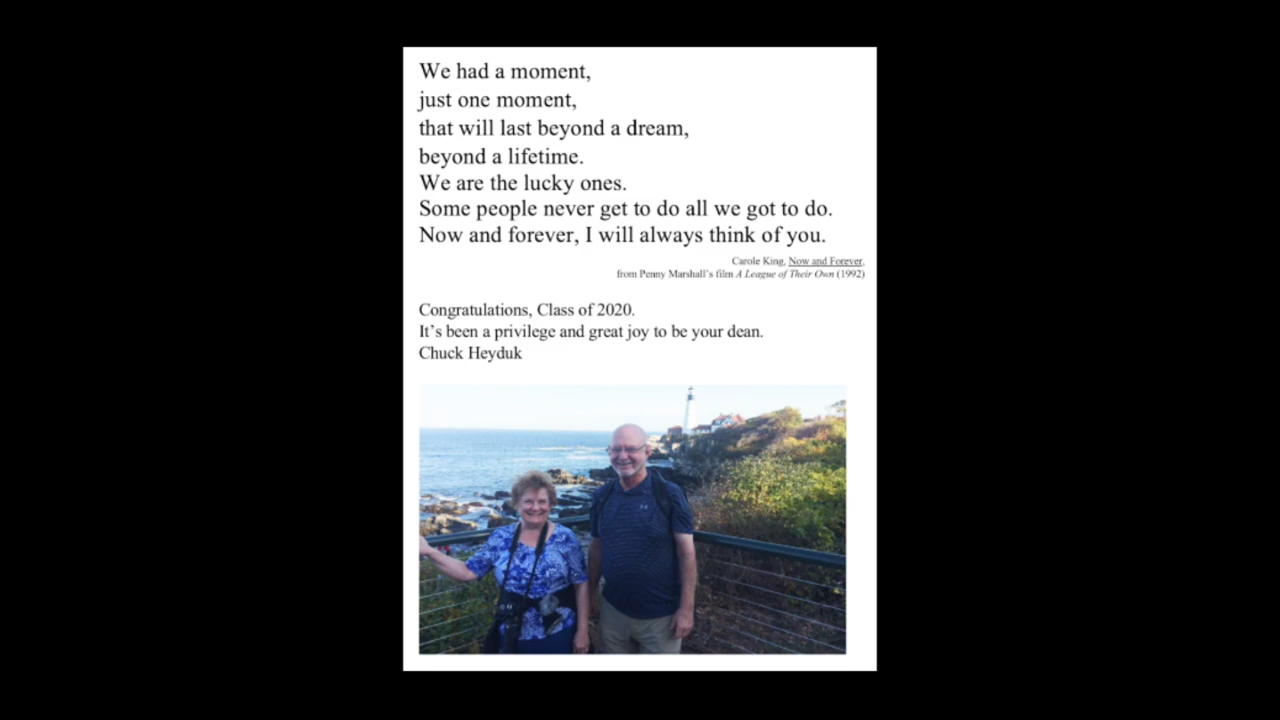 We had a moment,
just one moment,
that will last beyond a dream,
beyond a lifetime.
We are the lucky ones.
Some people never get to do all we got to do.
Now and forever, I will always think of you.
Carole King, Now and Forever,
from Penny Marshall's film A League of Their Own (1992)
Congratulations, Class of 2020.
It's been a privilege and great joy to be your dean.
Chuck Heyduk